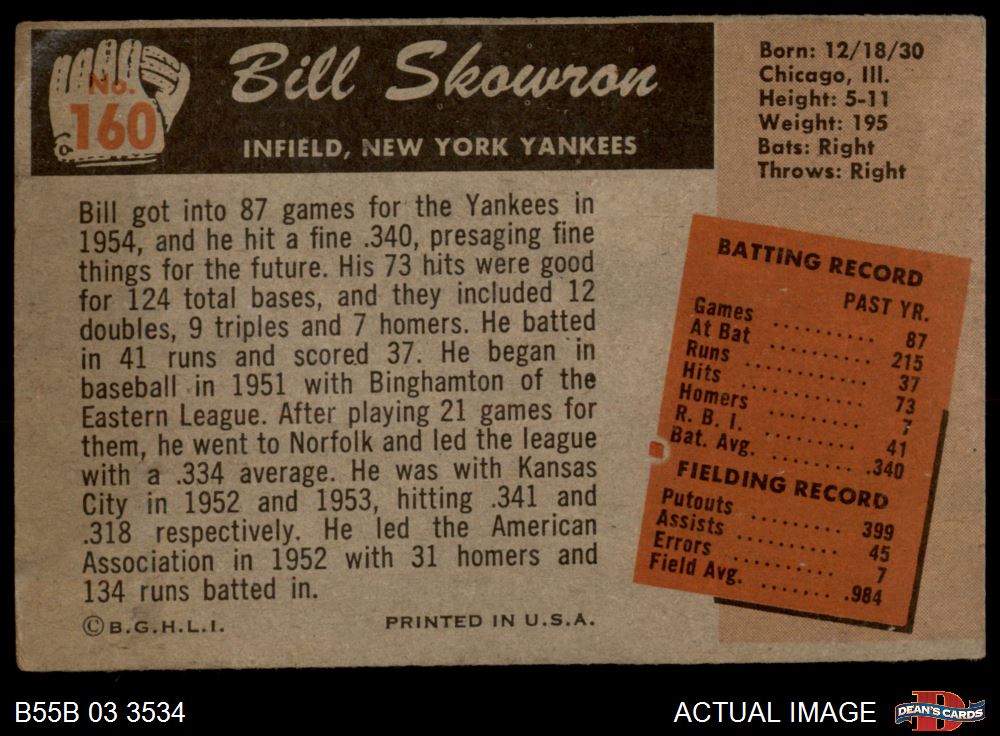 No.
160
Bill Skowron
INFIELD, NEW YORK YANKEES
Born: 12/18/30
Chicago, Ill.
Height: 5-11
Weight: 195
Bats: Right
Throws: Right
Bill got into 87 games for the Yankees in
1954, and he hit a fine .340, presaging fine
things for the future. His 73 hits were good
for 124 total bases, and they included 12
doubles, 9 triples and 7 homers. He batted
in 41 runs and scored 37. He began in
baseball in 1951 with Binghamton of the
Eastern League. After playing 21 games for
them, he went to Norfolk and led the league
with a .334 average. He was with Kansas
City in 1952 and 1953, hitting .341 and
.318 respectively. He led the American
Association in 1952 with 31 homers and
134 runs batted in.
BATTING RECORD
PAST YR.
Games .......... 87
At Bat .......... 215
Runs .......... 37
Hits .......... 73
Homers .......... 7
R. B. I. .......... 41
Bat. Avg. .......... .340
FIELDING RECORD
Putouts .......... 399
Assists .......... 45
Errors .......... 7
Field Avg. ....... .984
© B.G.H.L.I. PRINTED IN U.S.A.
B55B 03 3534
ACTUAL IMAGE
D
DEAN'S CARDS